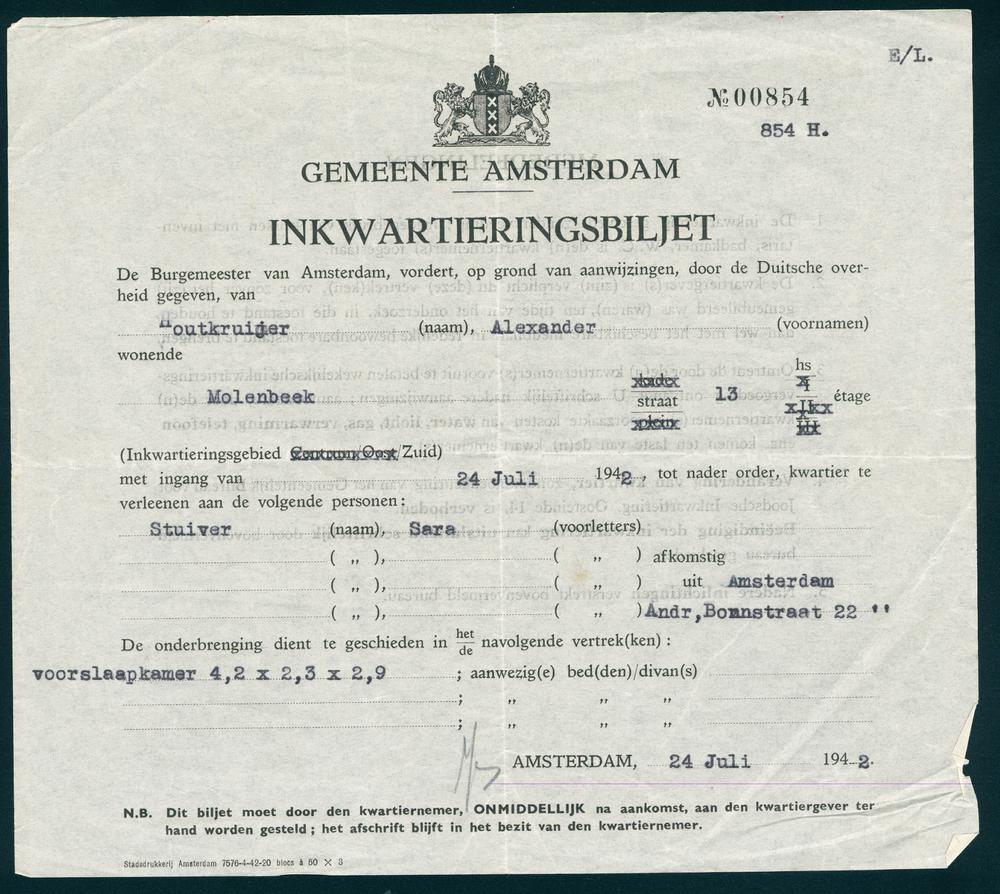 E/L.
№ 00854
854 H.
GEMEENTE AMSTERDAM
INKWARTIERINGSBILJET
De Burgemeester van Amsterdam, vordert, op grond van aanwijzingen, door de Duitsche over-
heid gegeven, van
"outkruijer (naam), Alexander (voornamen)
wonende
Molenbeek straat 13 hs étage
(Inkwartieringsgebied Centrum/Oost/Zuid)
met ingang van 24 Juli 1942, tot nader order, kwartier te
verleenen aan de volgende personen:
Stuiver (naam), Sara (voorletters)
( „ ), ( „ ) afkomstig
( „ ), ( „ ) uit Amsterdam
( „ ), ( „ ) Andr,Bonnstraat 22 ''
De onderbrenging dient te geschieden in het/de navolgende vertrek(ken):
voorslaapkamer 4,2 x 2,3 x 2,9 ; aanwezig(e) bed(den)/divan(s)
; „ „ „
; „ „ „
AMSTERDAM, 24 Juli 1942.
N.B. Dit biljet moet door den kwartiernemer, ONMIDDELLIJK na aankomst, aan den kwartiergever ter
hand worden gesteld; het afschrift blijft in het bezit van den kwartiernemer.
Stadsdrukkerij Amsterdam 7576-4-42-20 blocs à 50 × 3